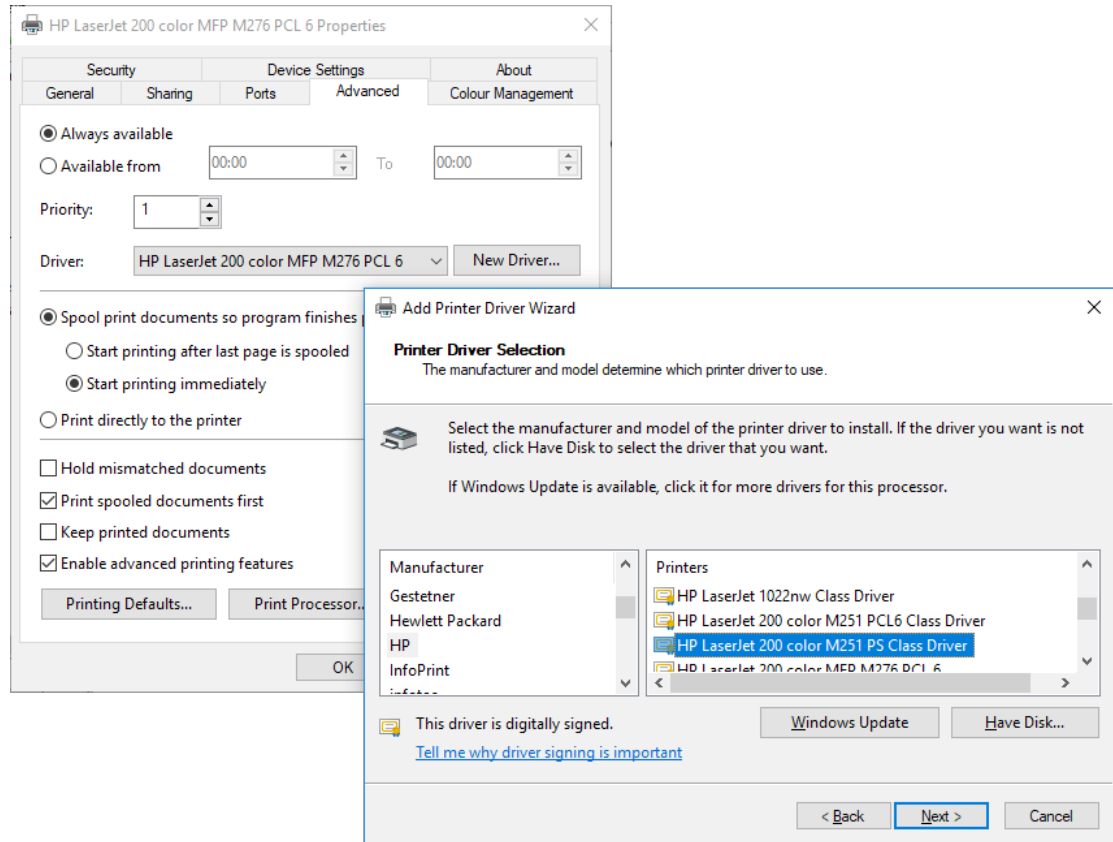 HP LaserJet 200 color MFP M276 PCL 6 Properties
Security Device Settings About
General Sharing Ports Advanced Colour Management
Always available
Available from 00:00 To 00:00
Priority: 1
Driver: HP LaserJet 200 color MFP M276 PCL 6 New Driver...
Spool print documents so program finishes
Start printing after last page is spooled
Start printing immediately
Print directly to the printer
Hold mismatched documents
Print spooled documents first
Keep printed documents
Enable advanced printing features
Printing Defaults... Print Processor..
OK
Add Printer Driver Wizard
Printer Driver Selection
The manufacturer and model determine which printer driver to use.
Select the manufacturer and model of the printer driver to install. If the driver you want is not
listed, click Have Disk to select the driver that you want.
If Windows Update is available, click it for more drivers for this processor.
Manufacturer
Gestetner
Hewlett Packard
HP
InfoPrint
Printers
HP LaserJet 1022nw Class Driver
HP LaserJet 200 color M251 PCL6 Class Driver
HP LaserJet 200 color M251 PS Class Driver
HP LaserJet 200 color MFP M276 PCL 6
This driver is digitally signed.
Windows Update Have Disk...
Tell me why driver signing is important
< Back Next > Cancel